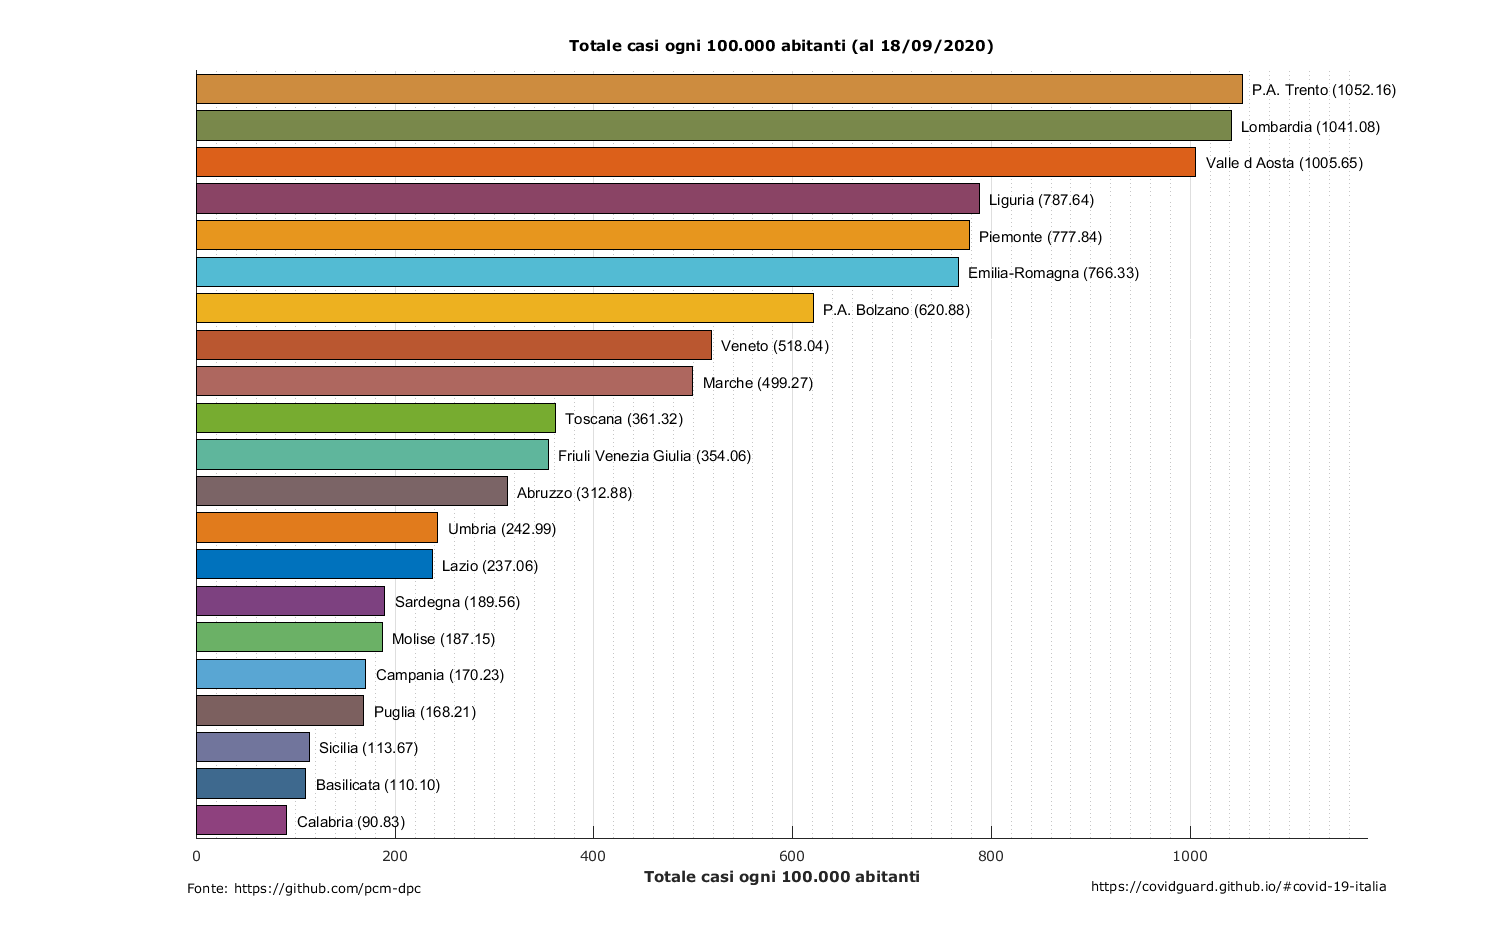 Totale casi ogni 100.000 abitanti (al 18/09/2020)
P.A. Trento (1052.16)
Lombardia (1041.08)
Valle d Aosta (1005.65)
Liguria (787.64)
Piemonte (777.84)
Emilia-Romagna (766.33)
P.A. Bolzano (620.88)
Veneto (518.04)
Marche (499.27)
Toscana (361.32)
Friuli Venezia Giulia (354.06)
Abruzzo (312.88)
Umbria (242.99)
Lazio (237.06)
Sardegna (189.56)
Molise (187.15)
Campania (170.23)
Puglia (168.21)
Sicilia (113.67)
Basilicata (110.10)
Calabria (90.83)
0 200 400 600 800 1000
Totale casi ogni 100.000 abitanti
Fonte: https://github.com/pcm-dpc
https://covidguard.github.io/#covid-19-italia